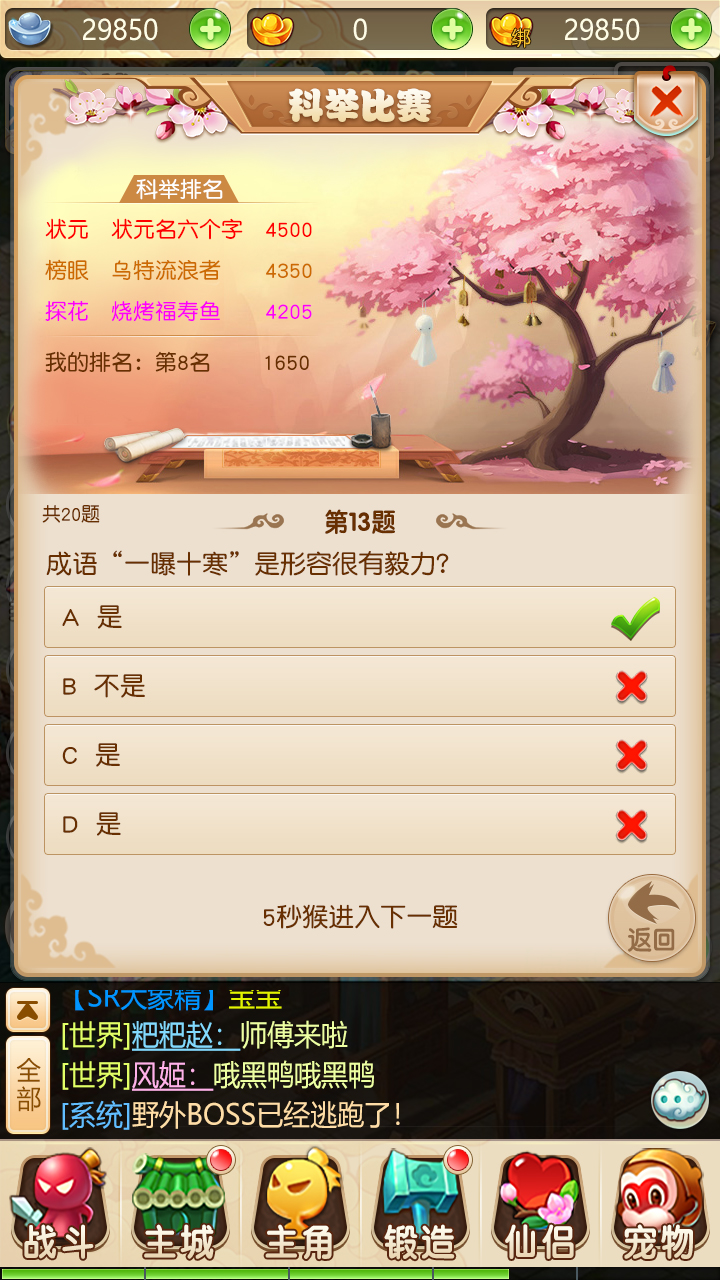 29850 0 绑 29850
科举比赛
科举排名
状元 状元名六个字 4500
榜眼 乌特流浪者 4350
探花 烧烤福寿鱼 4205
我的排名：第8名 1650
共20题
第13题
成语“一曝十寒”是形容很有毅力?
A 是
B 不是
C 是
D 是
5秒猴进入下一题
返回
【SR大象精】宝宝
[世界]粑粑赵：师傅来啦
全部
[世界]风姬：哦黑鸭哦黑鸭
[系统]野外BOSS已经逃跑了!
战斗 主城 主角 锻造 仙侣 宠物